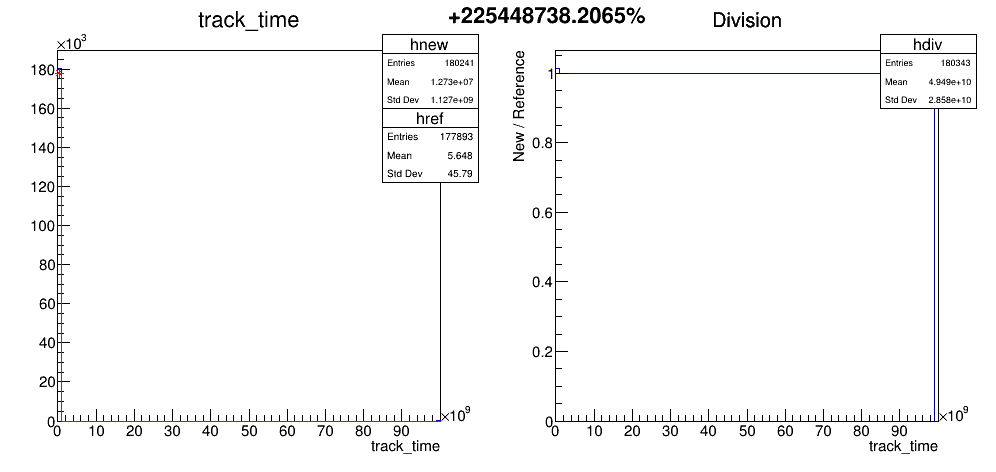 +225448738.2065%
track_time
×10³
hnew
Entries 180241
Mean 1.273e+07
Std Dev 1.127e+09
href
Entries 177893
Mean 5.648
Std Dev 45.79
180
160
140
120
100
80
60
40
20
0
0 10 20 30 40 50 60 70 80 90
×10⁹
track_time
Division
hdiv
Entries 180343
Mean 4.949e+10
Std Dev 2.858e+10
New / Reference
1
0.8
0.6
0.4
0.2
0
0 10 20 30 40 50 60 70 80 90
×10⁹
track_time